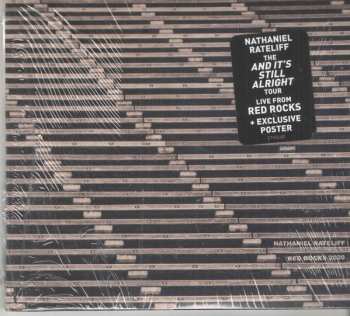 NATHANIEL
RATELIFF
THE
AND IT'S
STILL
ALRIGHT
TOUR
LIVE FROM
RED ROCKS
+ EXCLUSIVE
POSTER
NATHANIEL RATELIFF
RED ROCKS 2020